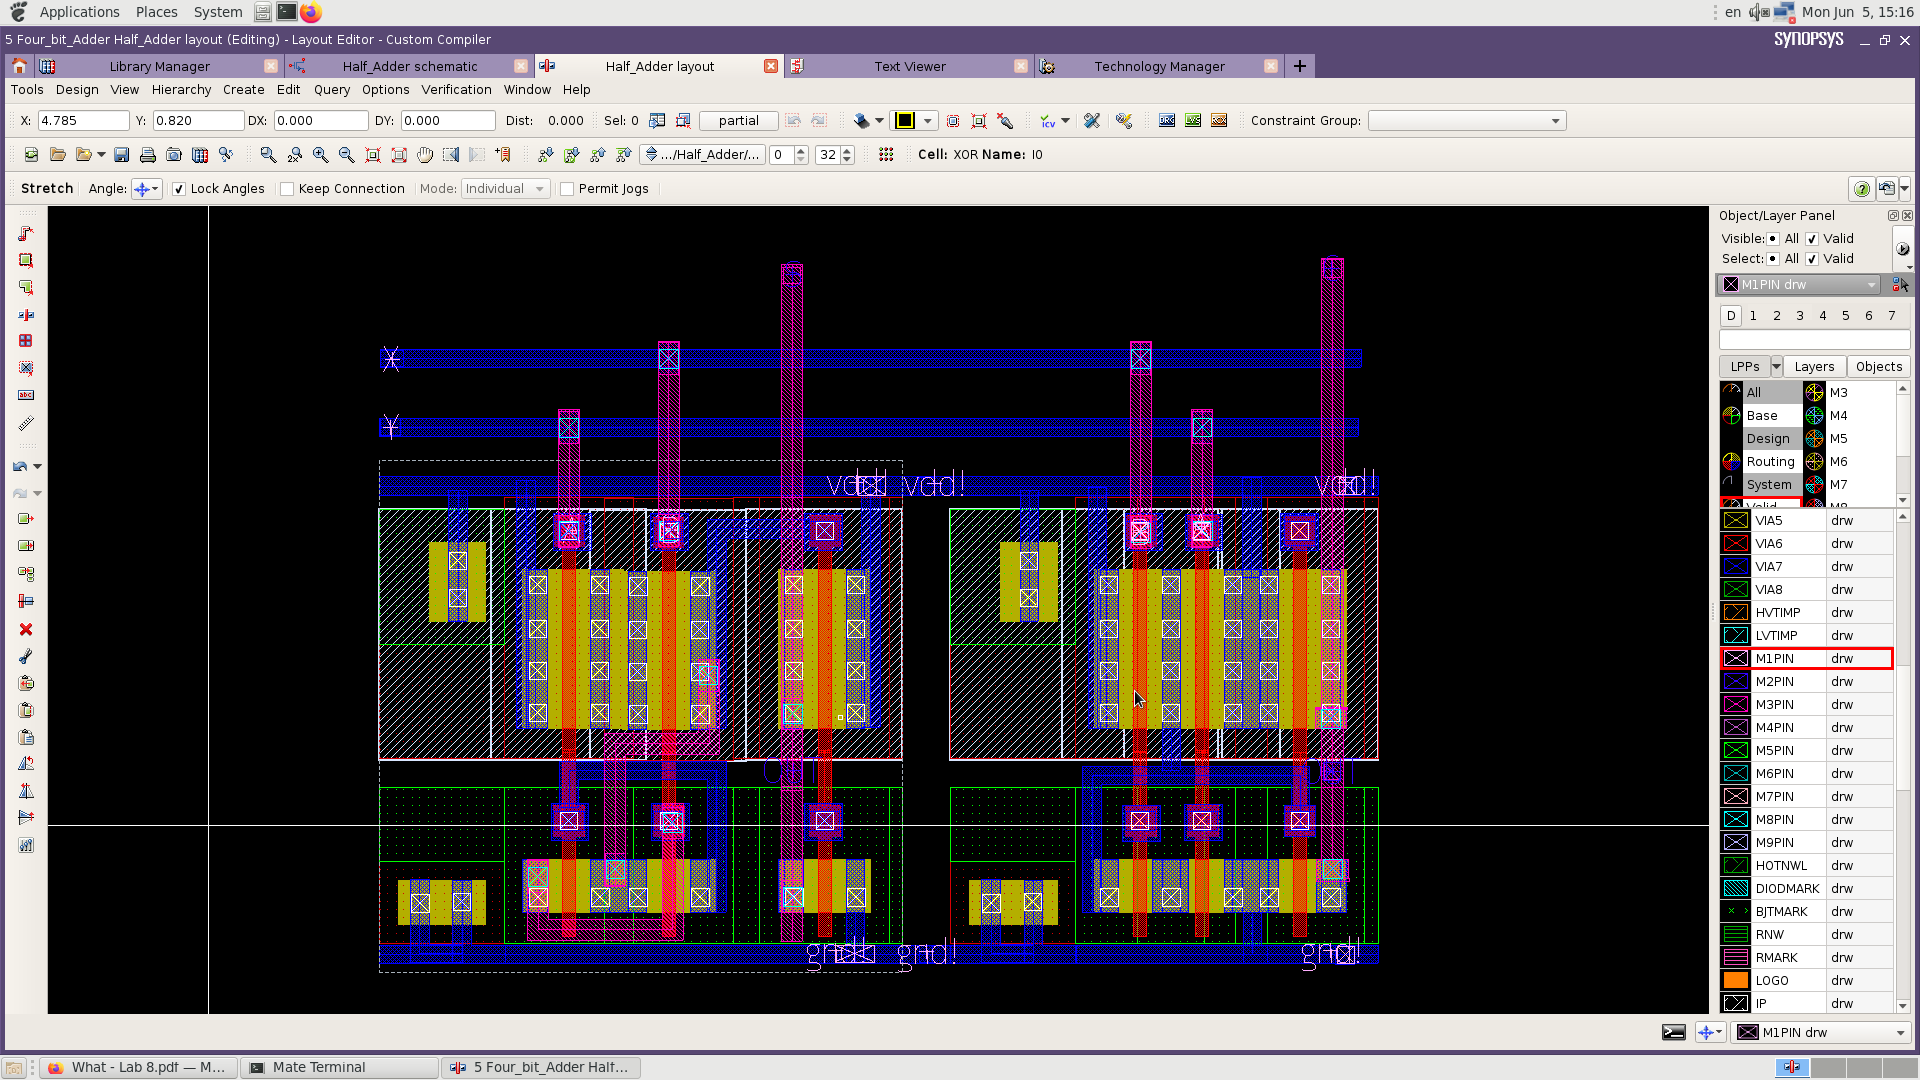 Applications Places System en Mon Jun 5, 15:16
5 Four_bit_Adder Half_Adder layout (Editing) - Layout Editor - Custom Compiler SYNOPSYS
Library Manager Half_Adder schematic Half_Adder layout Text Viewer Technology Manager
Tools Design View Hierarchy Create Edit Query Options Verification Window Help
X: 4.785 Y: 0.820 DX: 0.000 DY: 0.000 Dist: 0.000 Sel: 0 partial Constraint Group:
.../Half_Adder/... 0 32 Cell: XOR Name: I0
Stretch Angle: Lock Angles Keep Connection Mode: Individual Permit Jogs
Object/Layer Panel
Visible: All Valid
Select: All Valid
M1PIN drw
D 1 2 3 4 5 6 7
LPPs Layers Objects
All M3
Base M4
Design M5
Routing M6
System M7
Valid M8
VIA5 drw
VIA6 drw
VIA7 drw
VIA8 drw
HVTIMP drw
LVTIMP drw
M1PIN drw
M2PIN drw
M3PIN drw
M4PIN drw
M5PIN drw
M6PIN drw
M7PIN drw
M8PIN drw
M9PIN drw
HOTNWL drw
DIODMARK drw
BJTMARK drw
RNW drw
RMARK drw
LOGO drw
IP drw
X
Y
vdd! vdd!
gnd! gnd!
M1PIN drw
What - Lab 8.pdf — M... Mate Terminal 5 Four_bit_Adder Half...